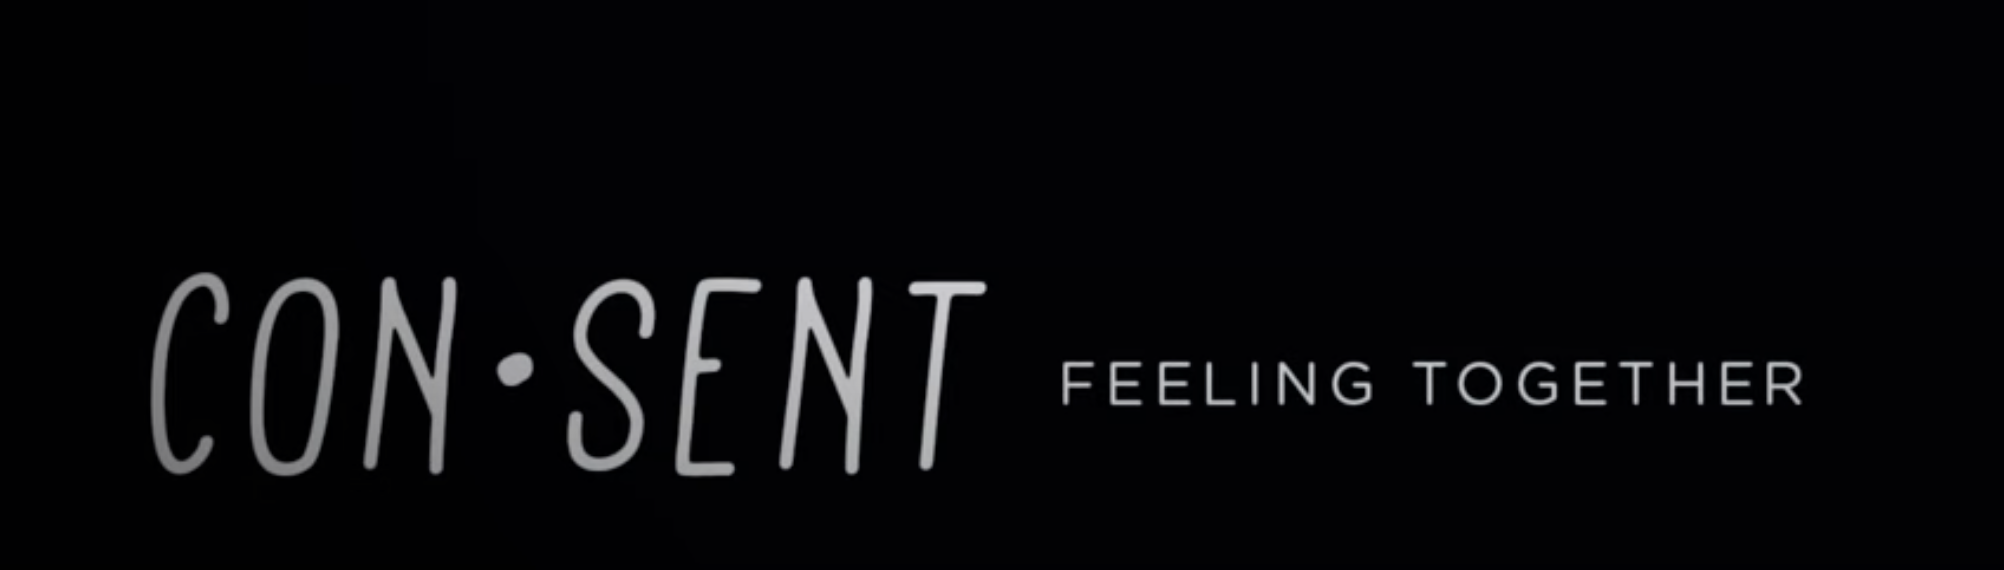 CON•SENT FEELING TOGETHER